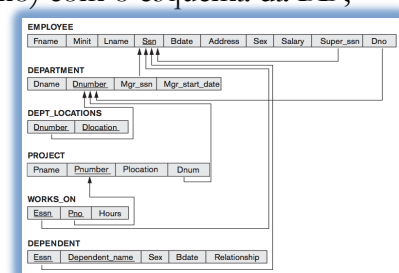 com o esquema da
EMPLOYEE
Fname Minit Lname Ssn Bdate Address Sex Salary Super_ssn Dno
DEPARTMENT
Dname Dnumber Mgr_ssn Mgr_start_date
DEPT_LOCATIONS
Dnumber Dlocation
PROJECT
Pname Pnumber Plocation Dnum
WORKS_ON
Essn Pno Hours
DEPENDENT
Essn Dependent_name Sex Bdate Relationship